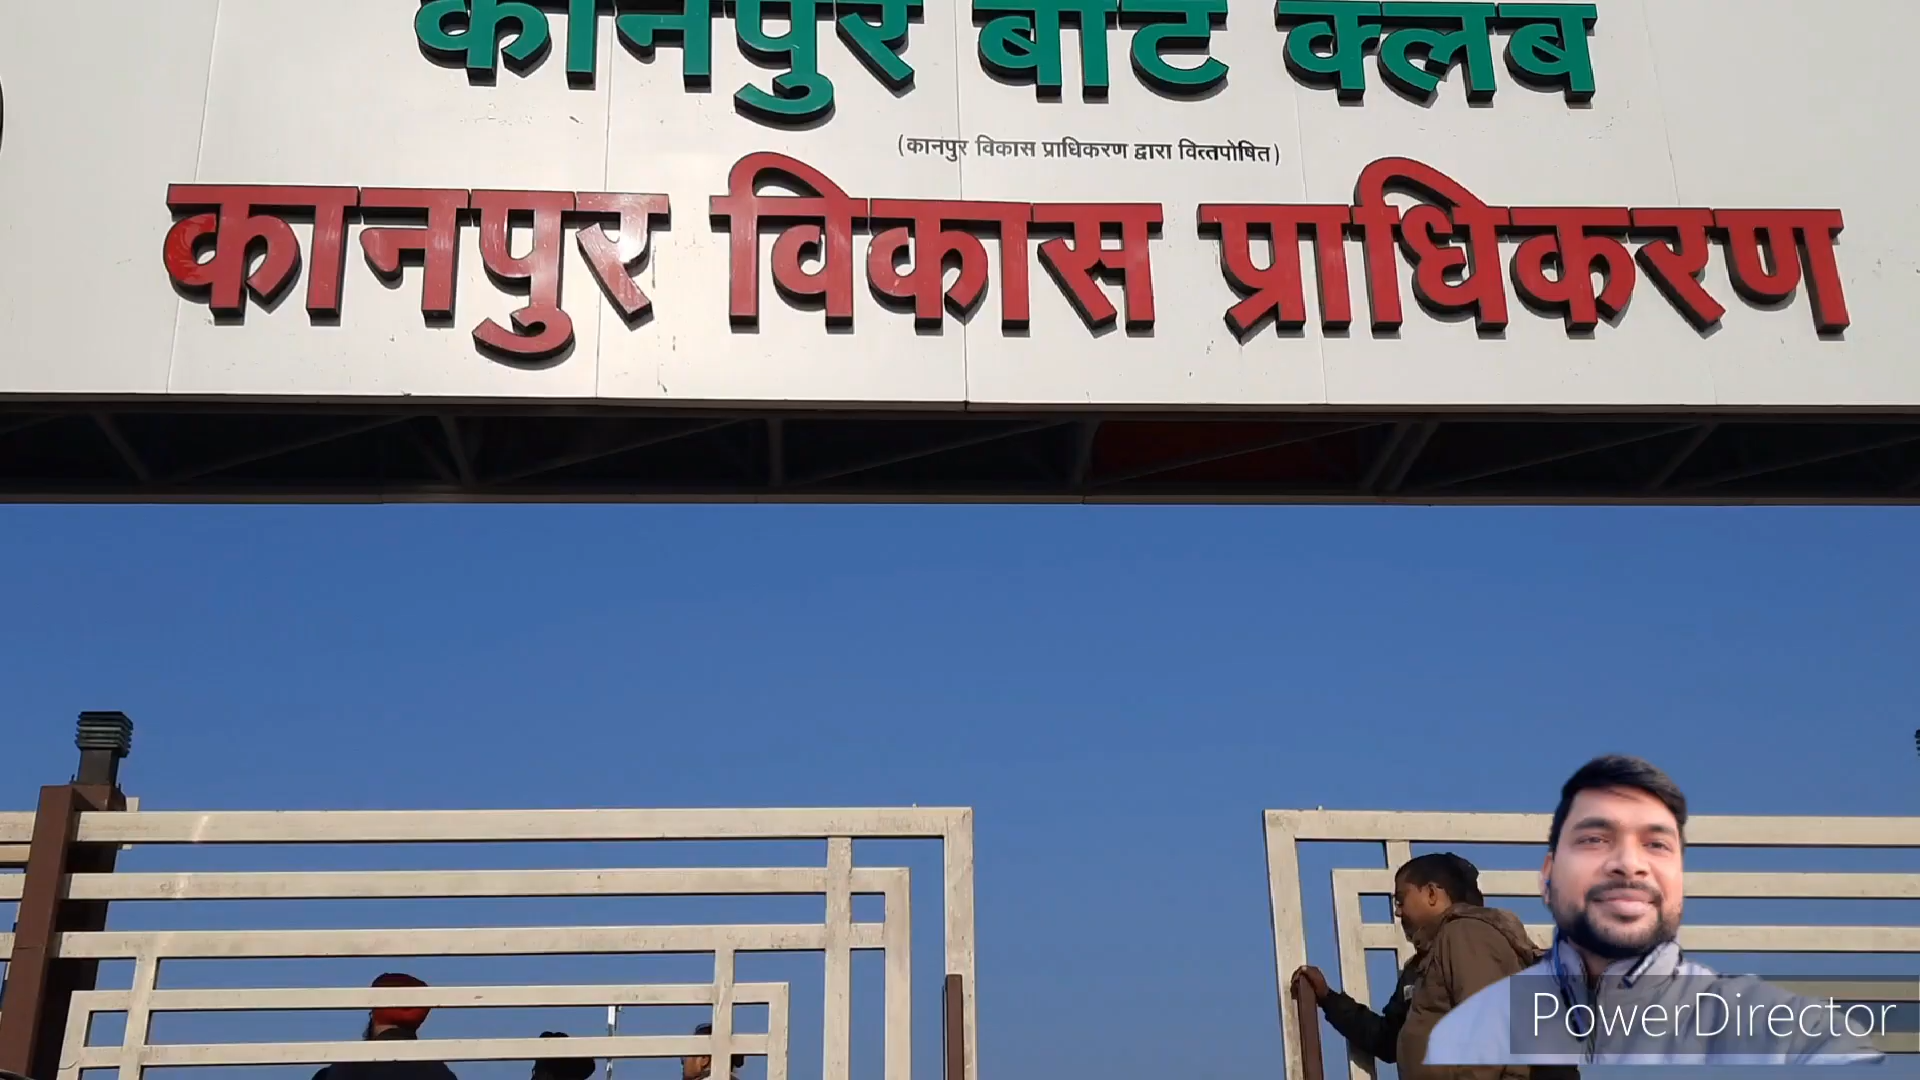 कानपुर बोट क्लब
(कानपुर विकास प्राधिकरण द्वारा वित्तपोषित)
कानपुर विकास प्राधिकरण
PowerDirector